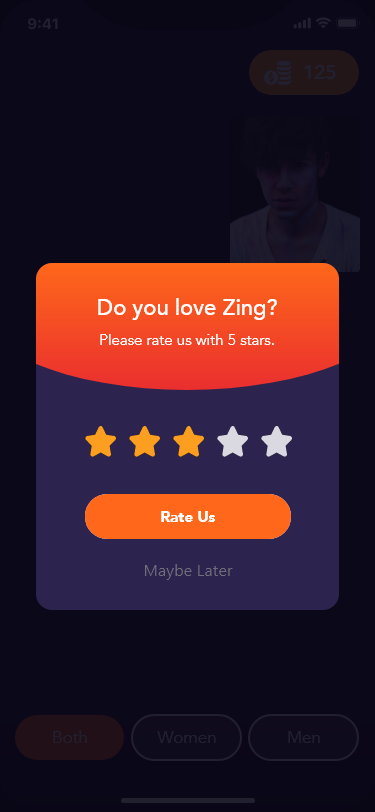 9:41
125
Do you love Zing?
Please rate us with 5 stars.
Rate Us
Maybe Later
Both
Women
Men